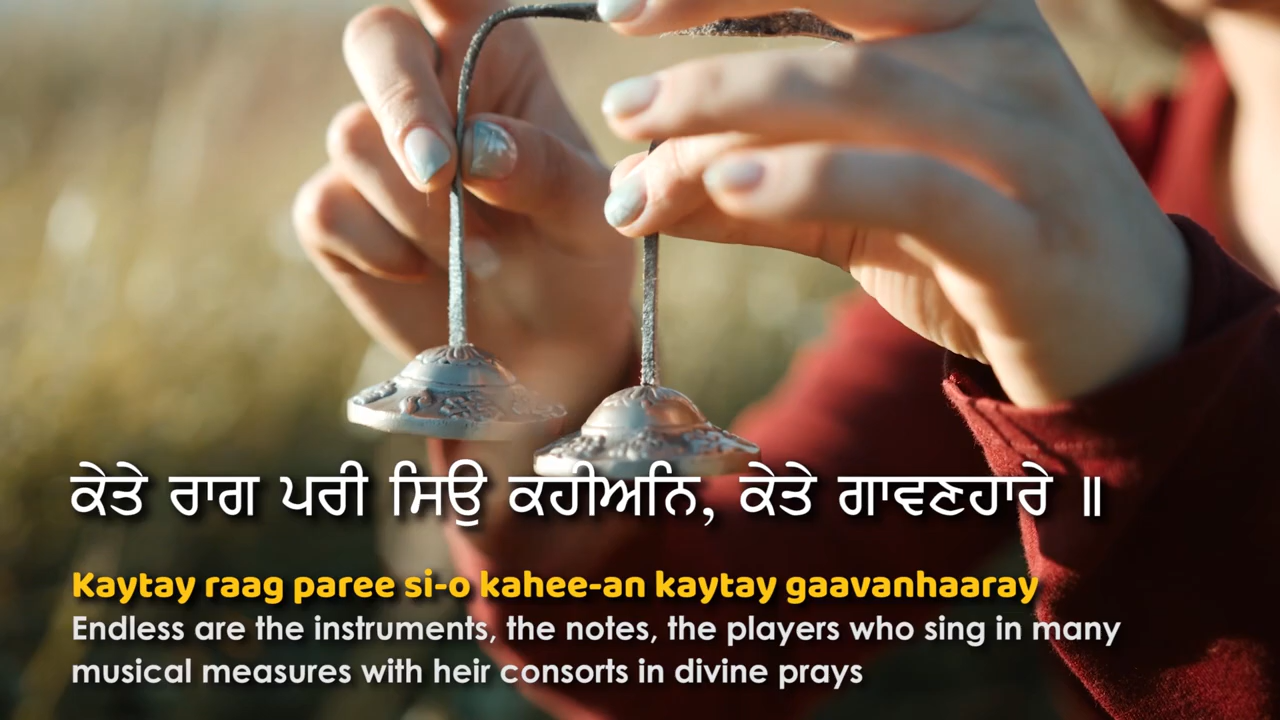 ਕੇਤੇ ਰਾਗ ਪਰੀ ਸਿਉ ਕਹੀਅਨਿ, ਕੇਤੇ ਗਾਵਣਹਾਰੇ ॥
Kaytay raag paree si-o kahee-an kaytay gaavanhaaray
Endless are the instruments, the notes, the players who sing in many
musical measures with heir consorts in divine prays